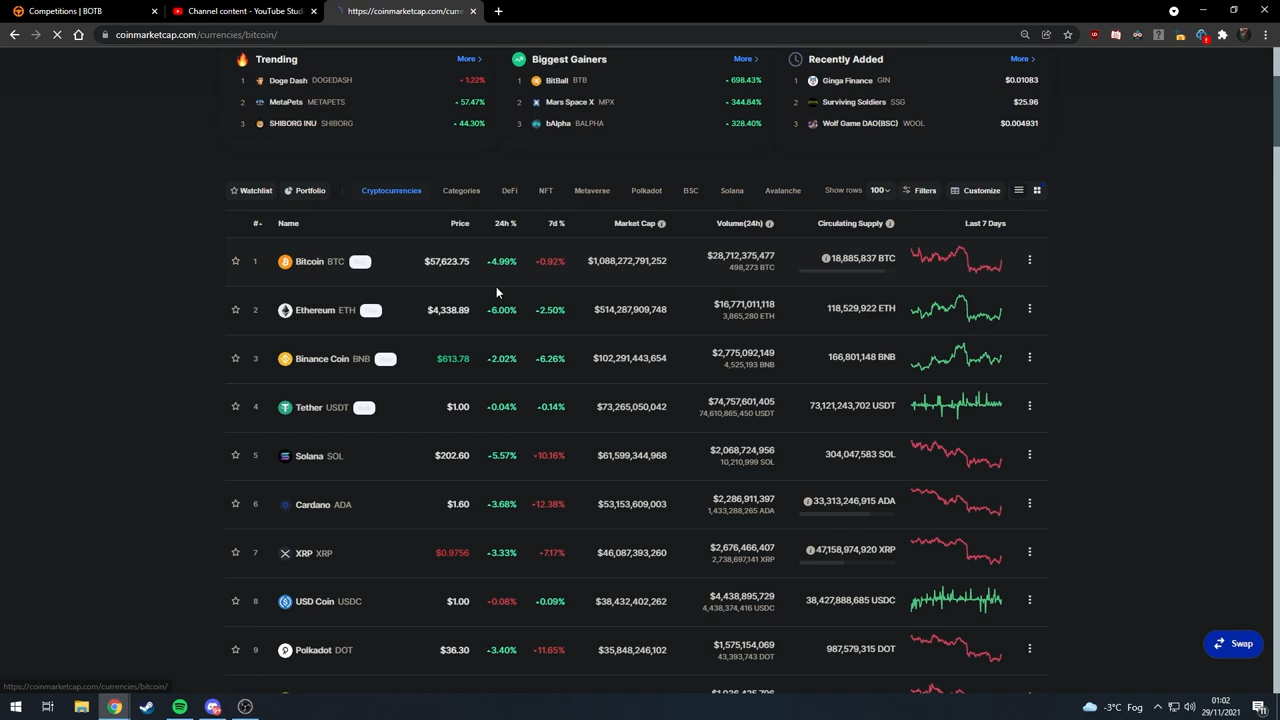 Competitions | BOTB
Channel content - YouTube Stud
https://coinmarketcap.com/curre
coinmarketcap.com/currencies/bitcoin/
Trending More >
1 Doge Dash DOGEDASH 1.22%
2 MetaPets METAPETS 57.47%
3 SHIBORG INU SHIBORG 44.30%
Biggest Gainers More >
1 BitBall BTB 698.43%
2 Mars Space X MPX 344.84%
3 bAlpha BALPHA 328.40%
Recently Added More >
1 Ginga Finance GIN $0.01083
2 Surviving Soldiers SSG $25.96
3 Wolf Game DAO(BSC) WOOL $0.004931
Watchlist Portfolio Cryptocurrencies Categories DeFi NFT Metaverse Polkadot BSC Solana Avalanche Show rows 100 Filters Customize
# Name Price 24h % 7d % Market Cap Volume(24h) Circulating Supply Last 7 Days
1 Bitcoin BTC $57,623.75 4.99% 0.92% $1,088,272,791,252 $28,712,375,477 18,885,837 BTC
498,273 BTC
2 Ethereum ETH $4,338.89 6.00% 2.50% $514,287,909,748 $16,771,011,118 118,529,922 ETH
3,865,280 ETH
3 Binance Coin BNB $613.78 2.02% 6.26% $102,291,443,654 $2,775,092,149 166,801,148 BNB
4,525,193 BNB
4 Tether USDT $1.00 0.04% 0.14% $73,265,050,042 $74,757,601,405 73,121,243,702 USDT
74,610,865,450 USDT
5 Solana SOL $202.60 5.57% 10.16% $61,599,344,968 $2,068,724,956 304,047,583 SOL
10,210,999 SOL
6 Cardano ADA $1.60 3.68% 12.38% $53,153,609,003 $2,286,911,397 33,313,246,915 ADA
1,433,288,265 ADA
7 XRP XRP $0.9756 3.33% 7.17% $46,087,393,260 $2,676,466,407 47,158,974,920 XRP
2,738,697,141 XRP
8 USD Coin USDC $1.00 0.08% 0.09% $38,432,402,262 $4,438,895,729 38,427,888,685 USDC
4,438,374,416 USDC
9 Polkadot DOT $36.30 3.40% 11.65% $35,848,246,102 $1,575,154,069 987,579,315 DOT
43,393,743 DOT
Swap
https://coinmarketcap.com/currencies/bitcoin/
-3°C Fog
01:02
29/11/2021